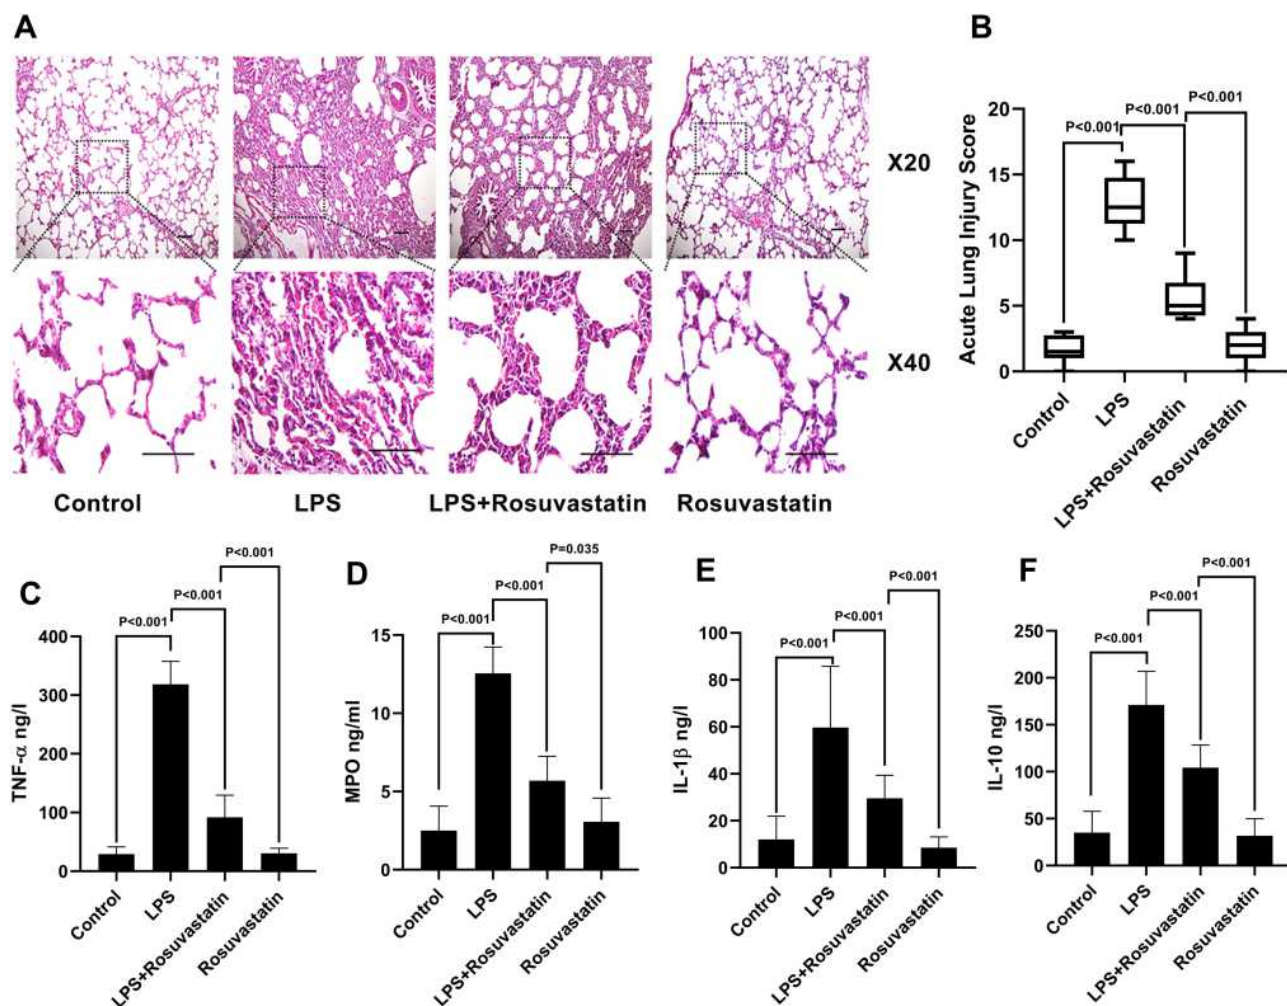 A
X20
X40
Control
LPS
LPS+Rosuvastatin
Rosuvastatin
B
P<0.001
P<0.001
P<0.001
Acute Lung Injury Score
20
15
10
5
0
Control
LPS
LPS+Rosuvastatin
Rosuvastatin
C
P<0.001
P<0.001
P<0.001
TNF-α ng/l
400
300
200
100
0
Control
LPS
LPS+Rosuvastatin
Rosuvastatin
D
P=0.035
P<0.001
P<0.001
MPO ng/ml
15
10
5
0
Control
LPS
LPS+Rosuvastatin
Rosuvastatin
E
P<0.001
P<0.001
P<0.001
IL-1β ng/l
100
80
60
40
20
0
Control
LPS
LPS+Rosuvastatin
Rosuvastatin
F
P<0.001
P<0.001
P<0.001
IL-10 ng/l
250
200
150
100
50
0
Control
LPS
LPS+Rosuvastatin
Rosuvastatin